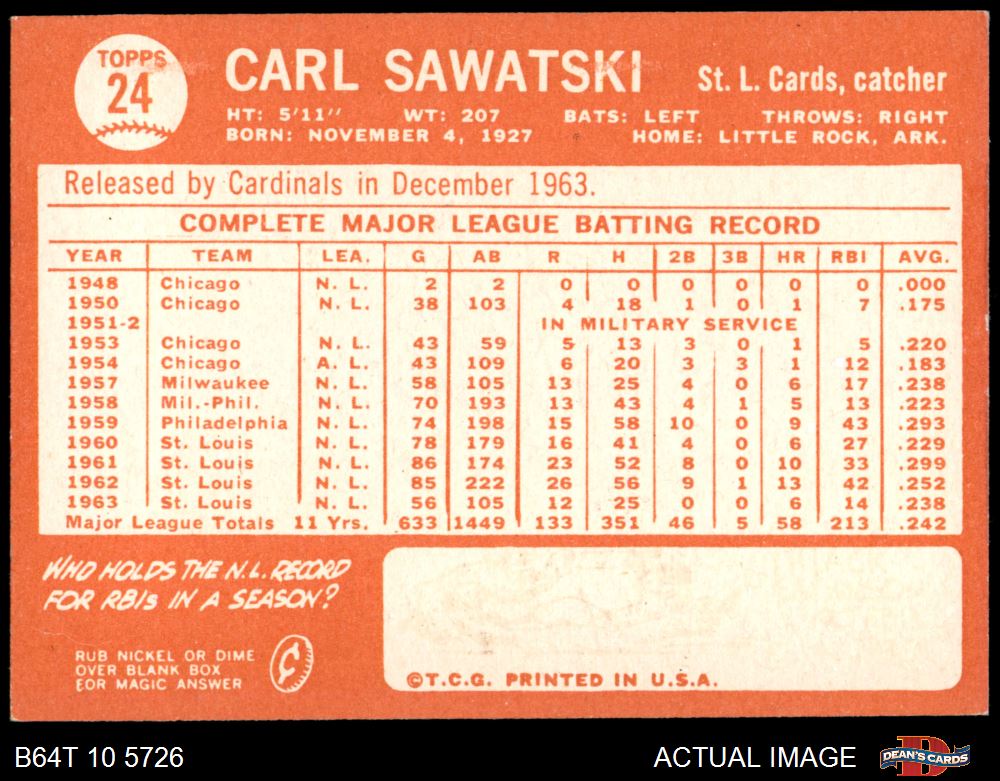 TOPPS
24
CARL SAWATSKI
St. L. Cards, catcher
HT: 5'11" WT: 207 BATS: LEFT THROWS: RIGHT
BORN: NOVEMBER 4, 1927 HOME: LITTLE ROCK, ARK.
Released by Cardinals in December 1963.
COMPLETE MAJOR LEAGUE BATTING RECORD
YEAR TEAM LEA. G AB R H 2B 3B HR RBI AVG.
1948 Chicago N. L. 2 2 0 0 0 0 0 0 .000
1950 Chicago N. L. 38 103 4 18 1 0 1 7 .175
1951-2 IN MILITARY SERVICE
1953 Chicago N. L. 43 59 5 13 3 0 1 5 .220
1954 Chicago A. L. 43 109 6 20 3 3 1 12 .183
1957 Milwaukee N. L. 58 105 13 25 4 0 6 17 .238
1958 Mil.-Phil. N. L. 70 193 13 43 4 1 5 13 .223
1959 Philadelphia N. L. 74 198 15 58 10 0 9 43 .293
1960 St. Louis N. L. 78 179 16 41 4 0 6 27 .229
1961 St. Louis N. L. 86 174 23 52 8 0 10 33 .299
1962 St. Louis N. L. 85 222 26 56 9 1 13 42 .252
1963 St. Louis N. L. 56 105 12 25 0 0 6 14 .238
Major League Totals 11 Yrs. 633 1449 133 351 46 5 58 213 .242
WHO HOLDS THE N.L. RECORD
FOR RBIs IN A SEASON?
RUB NICKEL OR DIME
OVER BLANK BOX
FOR MAGIC ANSWER
¢
©T.C.G. PRINTED IN U.S.A.
B64T 10 5726
ACTUAL IMAGE
DEAN'S CARDS